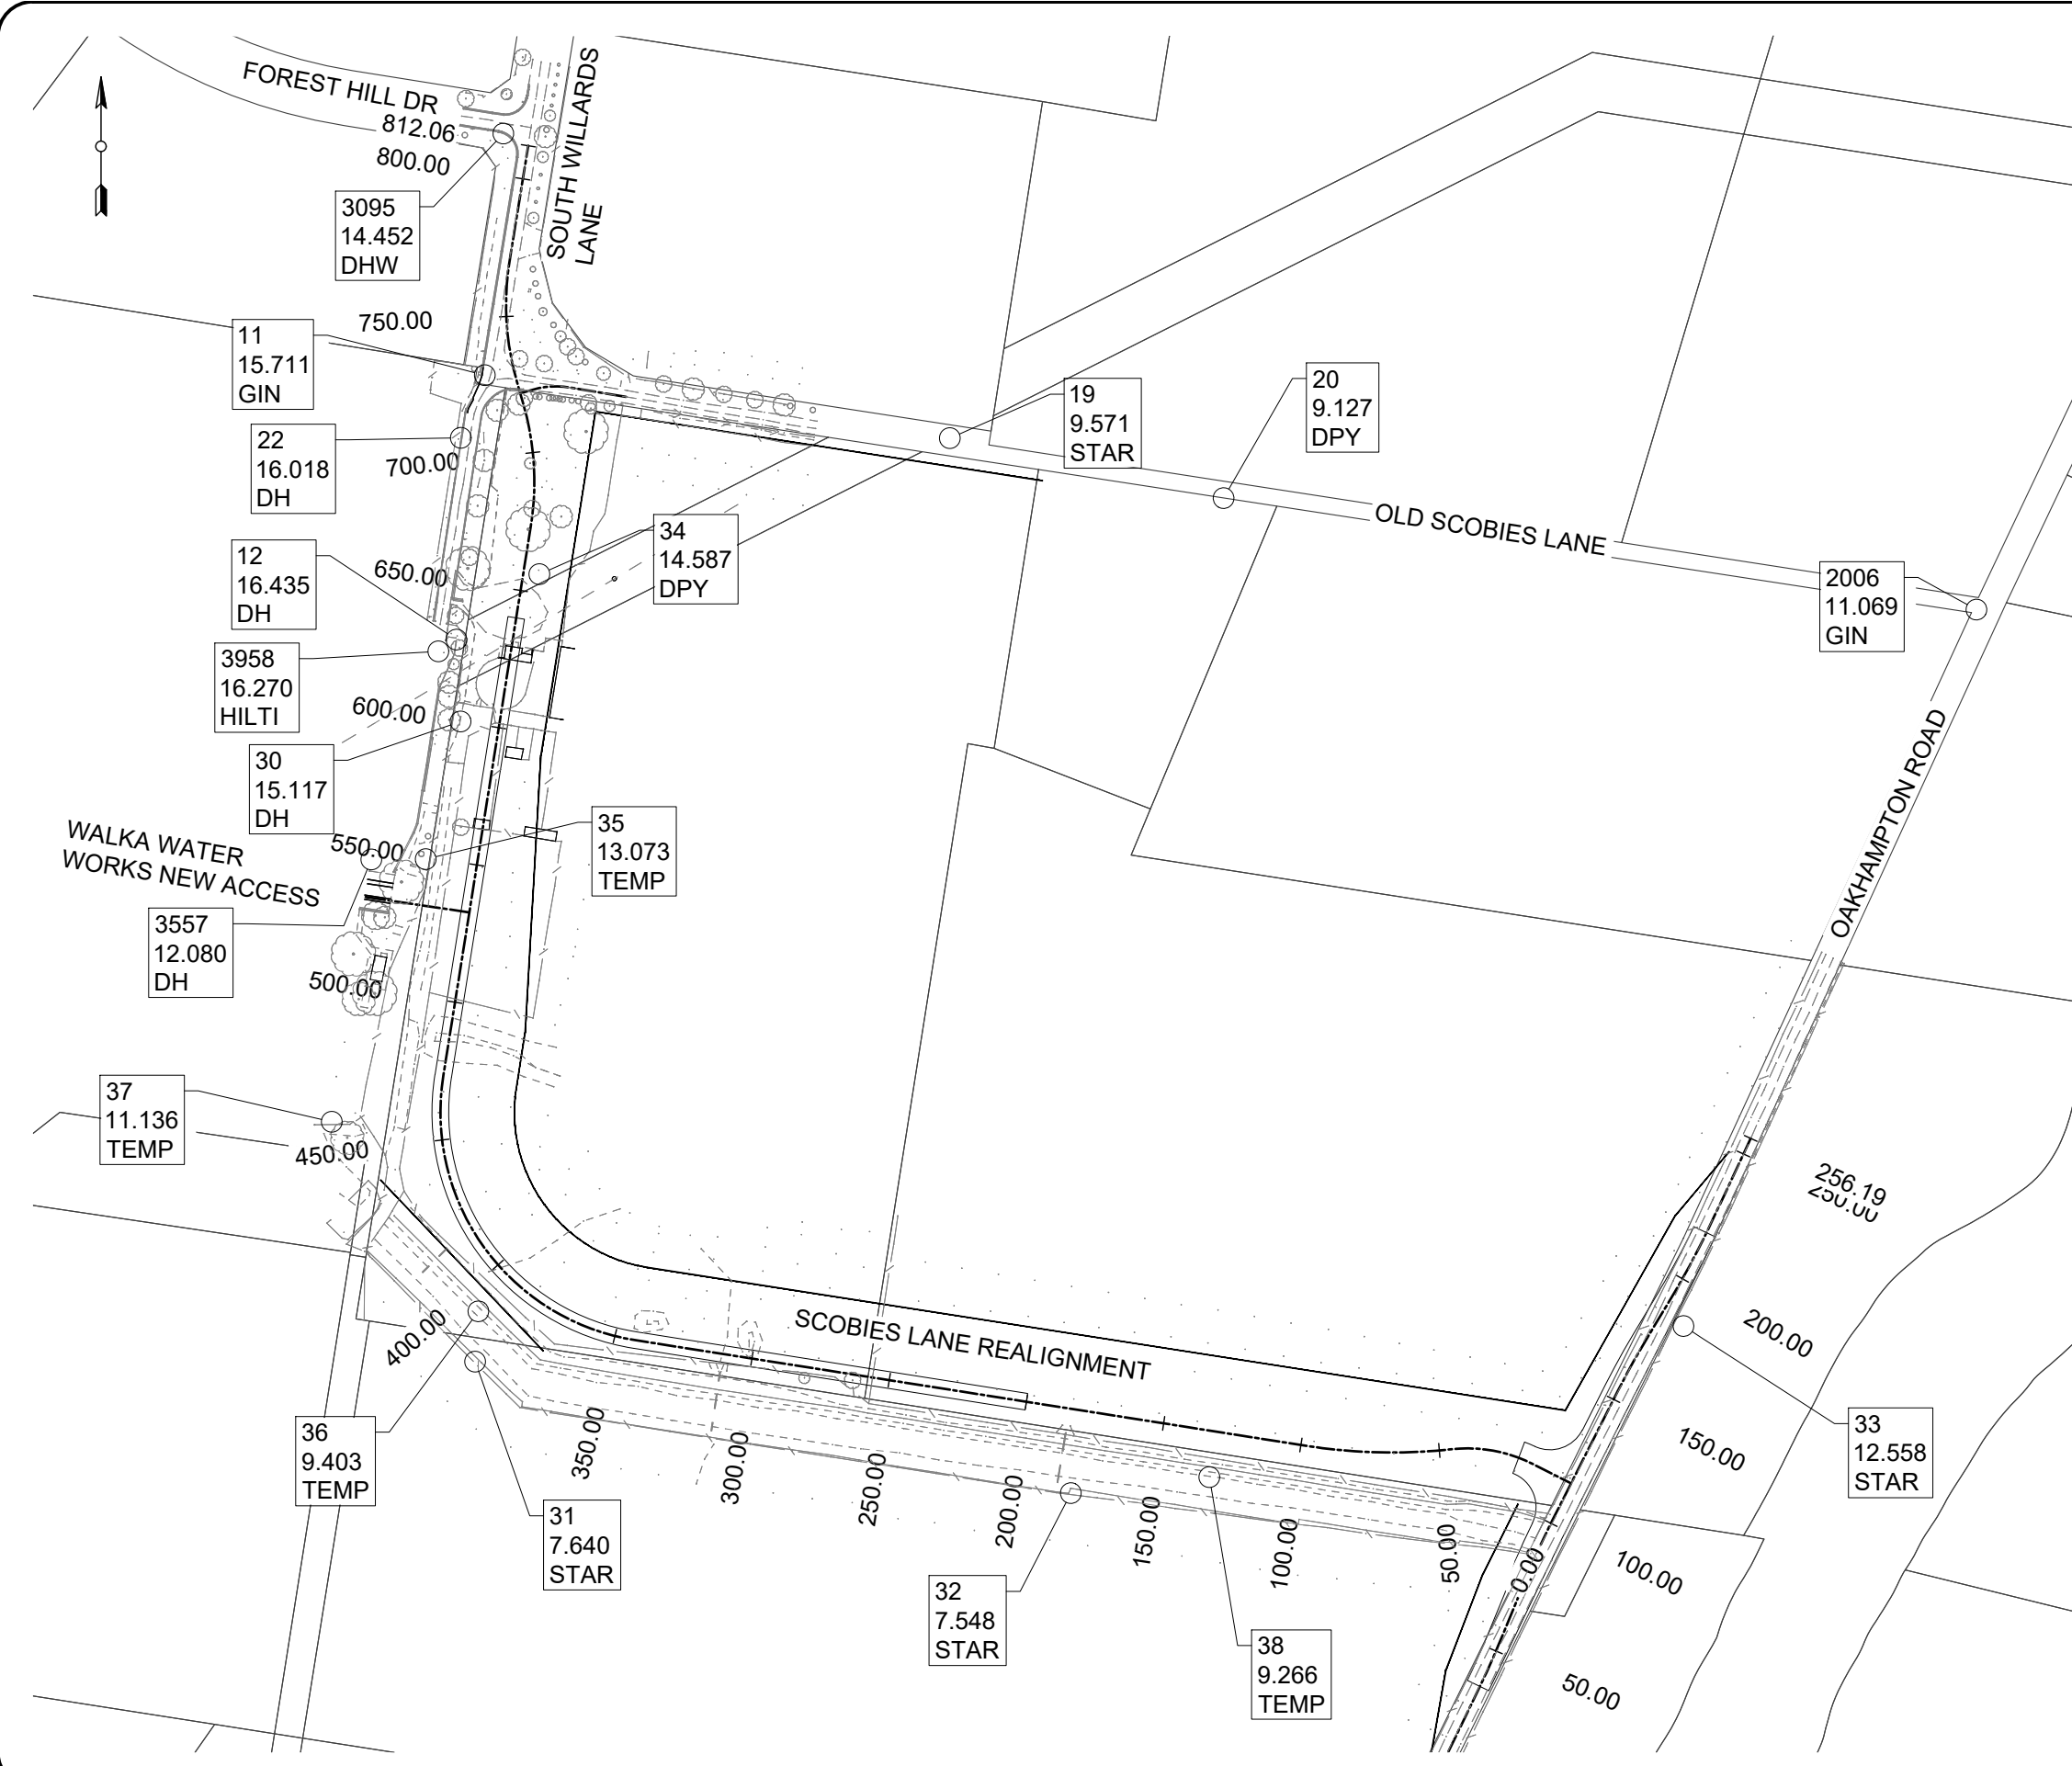 FOREST HILL DR
812.06
800.00
SOUTH WILLARDS
LANE
3095
14.452
DHW
750.00
11
15.711
GIN
22
16.018
DH
700.00
19
9.571
STAR
20
9.127
DPY
OLD SCOBIES LANE
12
16.435
DH
650.00
34
14.587
DPY
2006
11.069
GIN
3958
16.270
HILTI
600.00
30
15.117
DH
OAKHAMPTON ROAD
WALKA WATER
WORKS NEW ACCESS
550.00
35
13.073
TEMP
3557
12.080
DH
500.00
37
11.136
TEMP
450.00
256.19
250.00
SCOBIES LANE REALIGNMENT
200.00
400.00
36
9.403
TEMP
33
12.558
STAR
150.00
350.00
300.00
250.00
200.00
150.00
100.00
50.00
0.00
31
7.640
STAR
32
7.548
STAR
38
9.266
TEMP
100.00
50.00